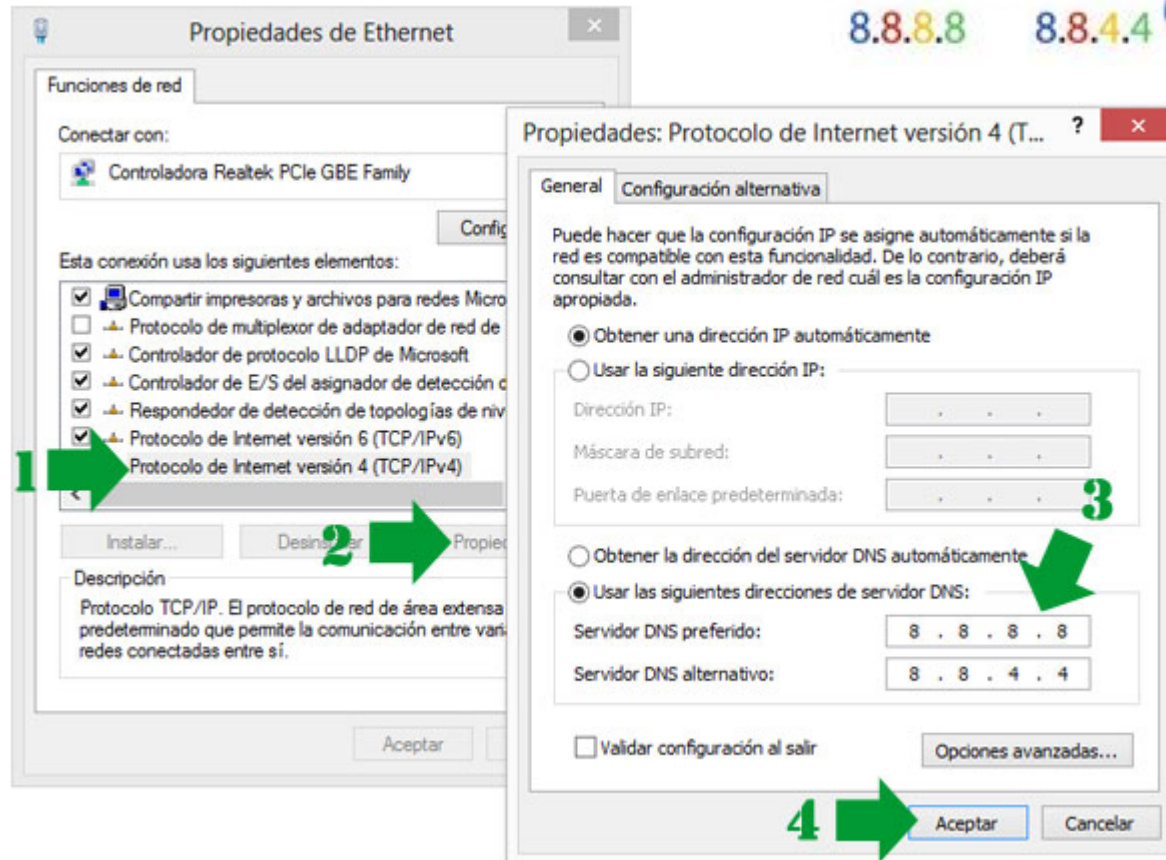 8.8.8.8 8.8.4.4
Propiedades de Ethernet
Funciones de red
Conectar con:
Controladora Realtek PCIe GBE Family
Config
Esta conexión usa los siguientes elementos:
Compartir impresoras y archivos para redes Micro
Protocolo de multiplexor de adaptador de red de
Controlador de protocolo LLDP de Microsoft
Controlador de E/S del asignador de detección d
Respondedor de detección de topologías de niv
Protocolo de Internet versión 6 (TCP/IPv6)
1
Protocolo de Internet versión 4 (TCP/IPv4)
Instalar...
2
Propied
Descripción
Protocolo TCP/IP. El protocolo de red de área extensa
predeterminado que permite la comunicación entre vari
redes conectadas entre sí.
Aceptar
Propiedades: Protocolo de Internet versión 4 (T... ?
General
Configuración alternativa
Puede hacer que la configuración IP se asigne automáticamente si la
red es compatible con esta funcionalidad. De lo contrario, deberá
consultar con el administrador de red cuál es la configuración IP
apropiada.
Obtener una dirección IP automáticamente
Usar la siguiente dirección IP:
Dirección IP:
Máscara de subred:
Puerta de enlace predeterminada:
3
Obtener la dirección del servidor DNS automáticamente
Usar las siguientes direcciones de servidor DNS:
Servidor DNS preferido: 8 . 8 . 8 . 8
Servidor DNS alternativo: 8 . 8 . 4 . 4
Validar configuración al salir
Opciones avanzadas...
4
Aceptar
Cancelar